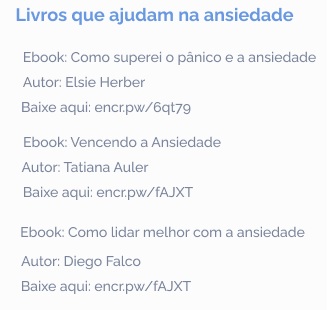 Livros que ajudam na ansiedade
Ebook: Como superei o pânico e a ansiedade
Autor: Elsie Herber
Baixe aqui: encr.pw/6qt79
Ebook: Vencendo a Ansiedade
Autor: Tatiana Auler
Baixe aqui: encr.pw/fAJXT
Ebook: Como lidar melhor com a ansiedade
Autor: Diego Falco
Baixe aqui: encr.pw/fAJXT